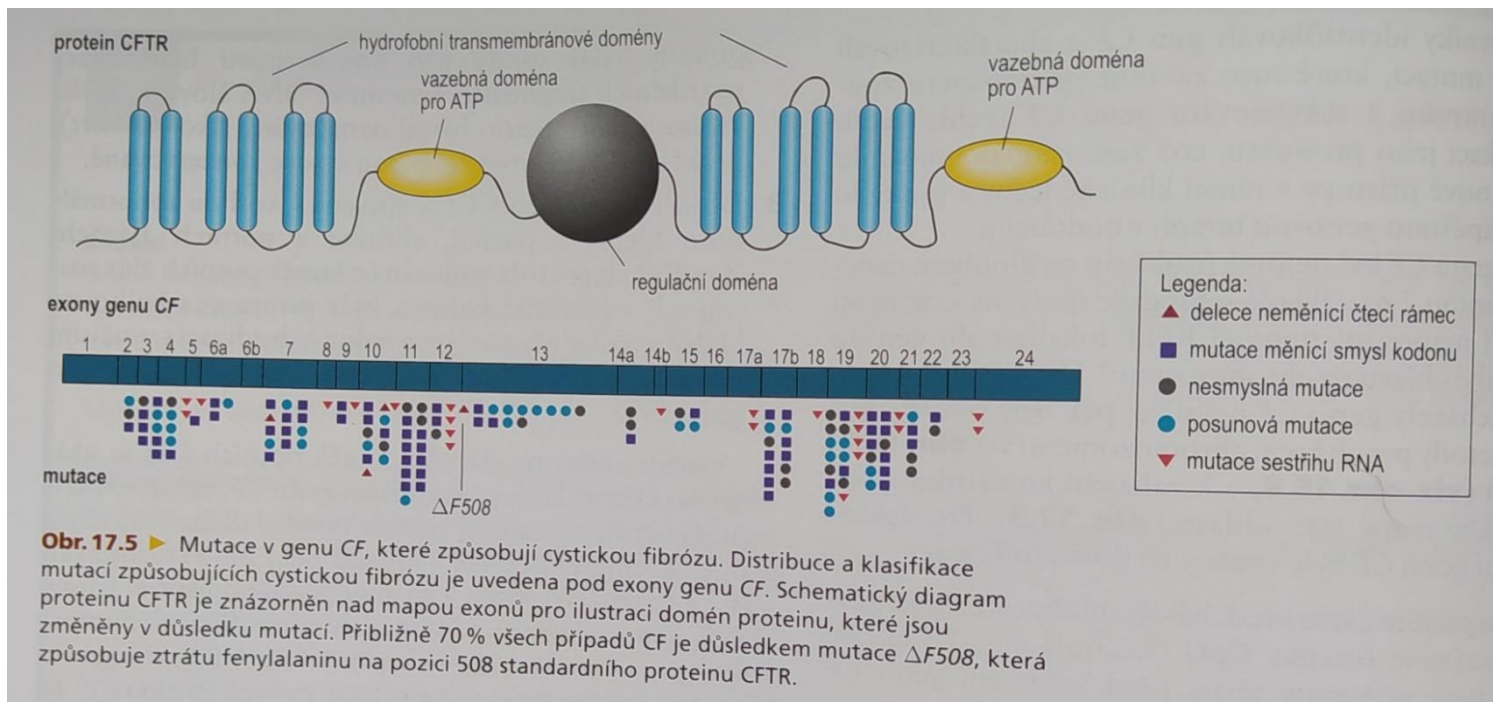 protein CFTR
hydrofobní transmembránové domény
vazebná doména
pro ATP
vazebná doména
pro ATP
regulační doména
exony genu CF
1 2 3 4 5 6a 6b 7 8 9 10 11 12 13 14a 14b 15 16 17a 17b 18 19 20 21 22 23 24
mutace
ΔF508
Legenda:
delece neměnící čtecí rámec
mutace měnící smysl kodonu
nesmyslná mutace
posunová mutace
mutace sestřihu RNA
Obr. 17.5 ► Mutace v genu CF, které způsobují cystickou fibrózu. Distribuce a klasifikace
mutací způsobujících cystickou fibrózu je uvedena pod exony genu CF. Schematický diagram
proteinu CFTR je znázorněn nad mapou exonů pro ilustraci domén proteinu, které jsou
změněny v důsledku mutací. Přibližně 70 % všech případů CF je důsledkem mutace ΔF508, která
způsobuje ztrátu fenylalaninu na pozici 508 standardního proteinu CFTR.